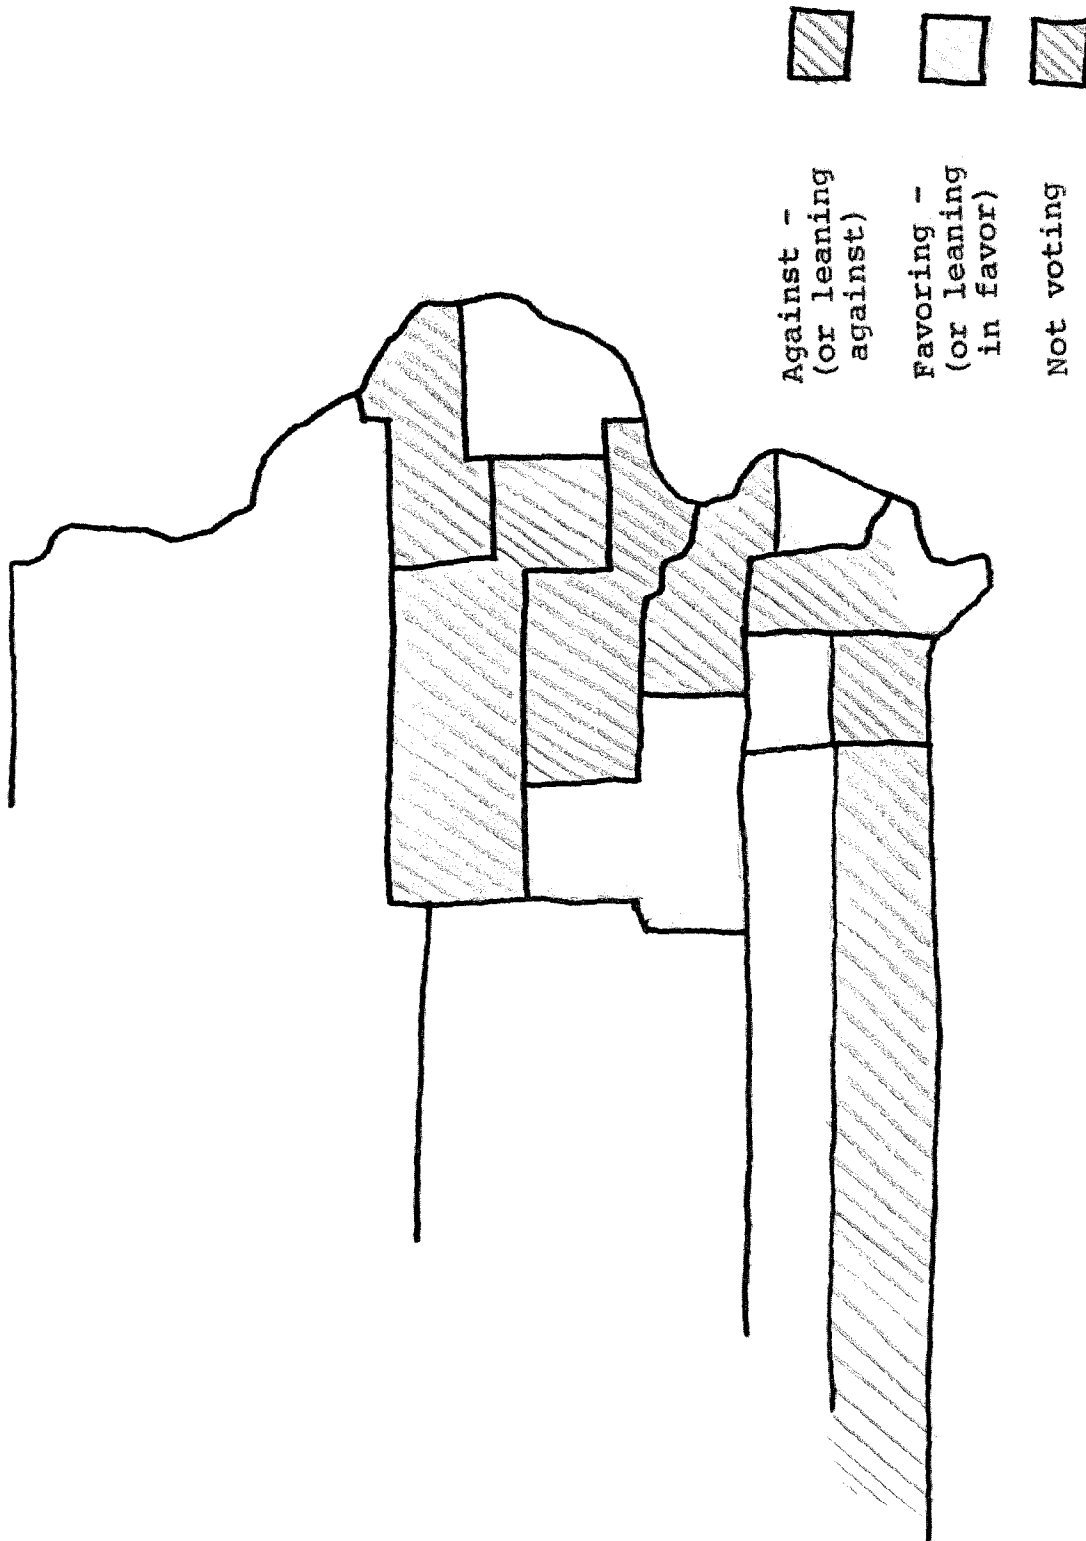 Against -
(or leaning
against)
Favoring -
(or leaning
in favor)
Not voting